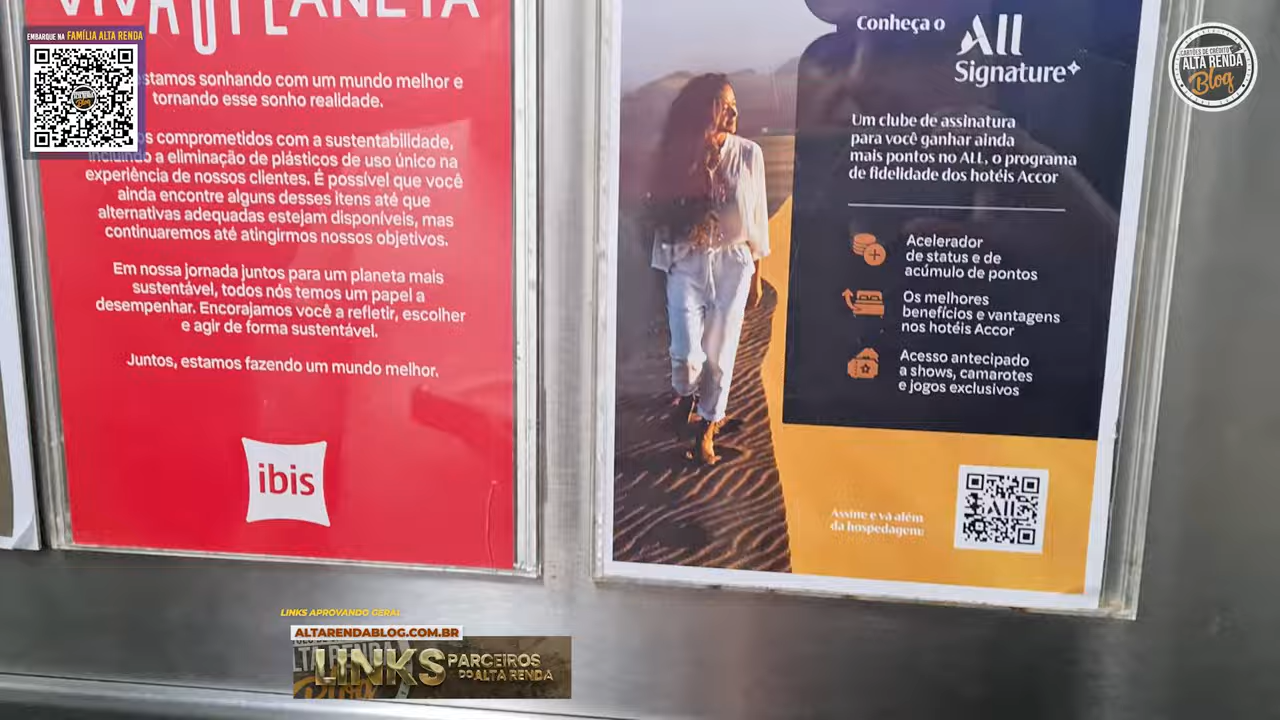 EMBARQUE NA FAMÍLIA ALTA RENDA
VIVA O PLANETA
stamos sonhando com um mundo melhor e
tornando esse sonho realidade.
os comprometidos com a sustentabilidade,
incluindo a eliminação de plásticos de uso único na
experiência de nossos clientes. É possível que você
ainda encontre alguns desses itens até que
alternativas adequadas estejam disponíveis, mas
continuaremos até atingirmos nossos objetivos.
Em nossa jornada juntos para um planeta mais
sustentável, todos nós temos um papel a
desempenhar. Encorajamos você a refletir, escolher
e agir de forma sustentável.
Juntos, estamos fazendo um mundo melhor.
ibis
Conheça o
All
Signature
Um clube de assinatura
para você ganhar ainda
mais pontos no ALL, o programa
de fidelidade dos hotéis Accor
Acelerador
de status e de
acúmulo de pontos
Os melhores
benefícios e vantagens
nos hotéis Accor
Acesso antecipado
a shows, camarotes
e jogos exclusivos
Assine e vá além
da hospedagem
All
CARTÕES DE CRÉDITO
ALTA RENDA
Blog
LINKS APROVANDO GERAL
ALTARENDABLOG.COM.BR
LINKS PARCEIROS
DO ALTA RENDA